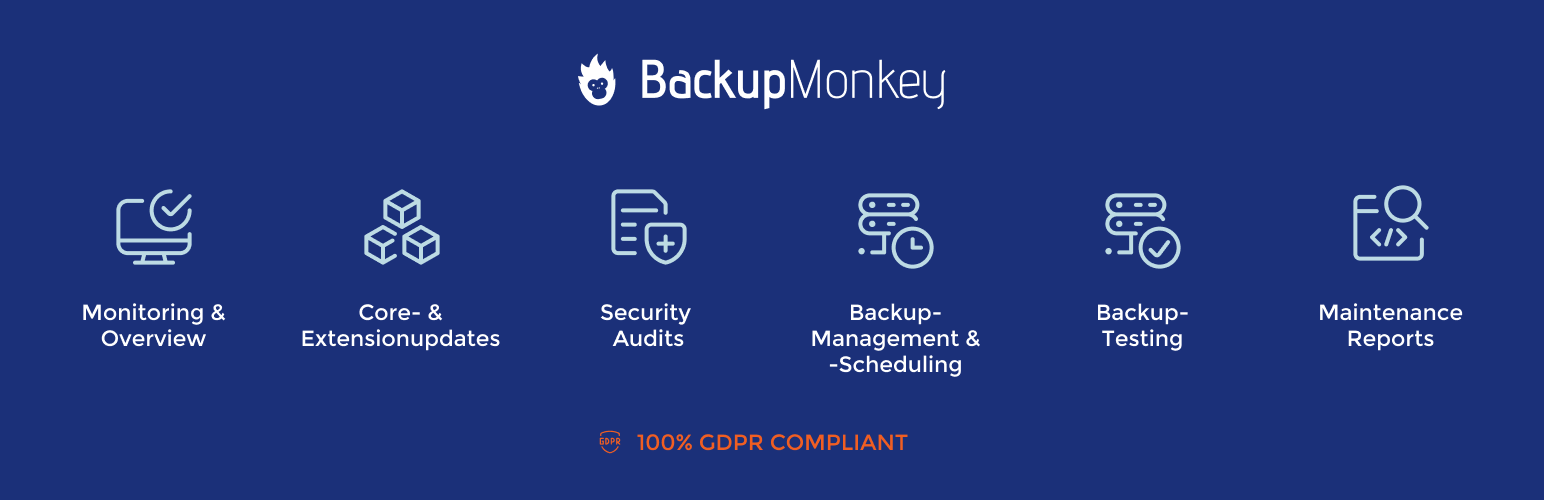 BackupMonkey
Monitoring &
Overview
Core- &
Extensionupdates
Security
Audits
Backup-
Management &
-Scheduling
Backup-
Testing
Maintenance
Reports
GDPR
100% GDPR COMPLIANT